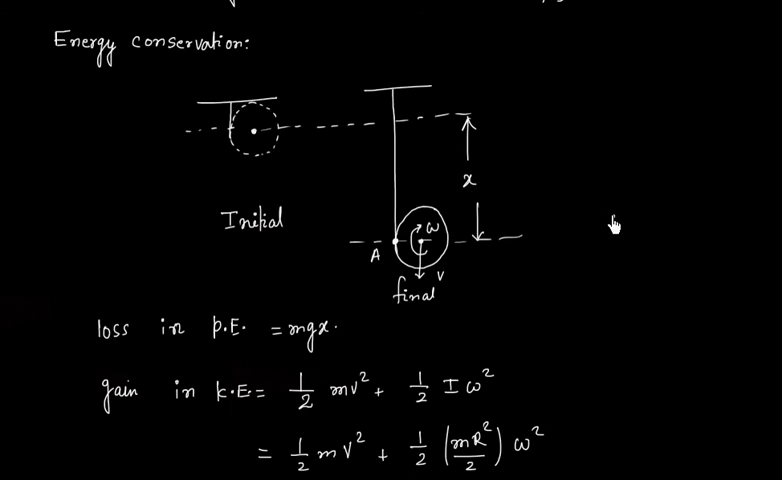 Energy conservation:
x
Initial
ω
A
v
final
loss in P.E. = mgx.
gain in K.E. = 1/2 mv² + 1/2 Iω²
= 1/2 mV² + 1/2 (mR²/2) ω²